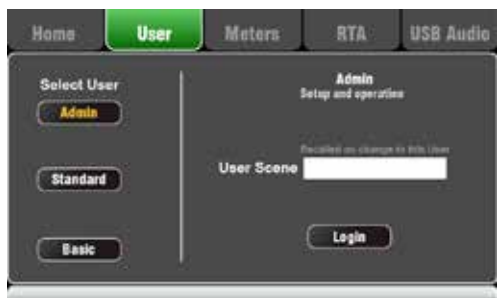 Home User Meters RTA USB Audio
Select User
Admin
Standard
Basic
Admin
Setup and operation
Recalled on change to this User
User Scene
Login